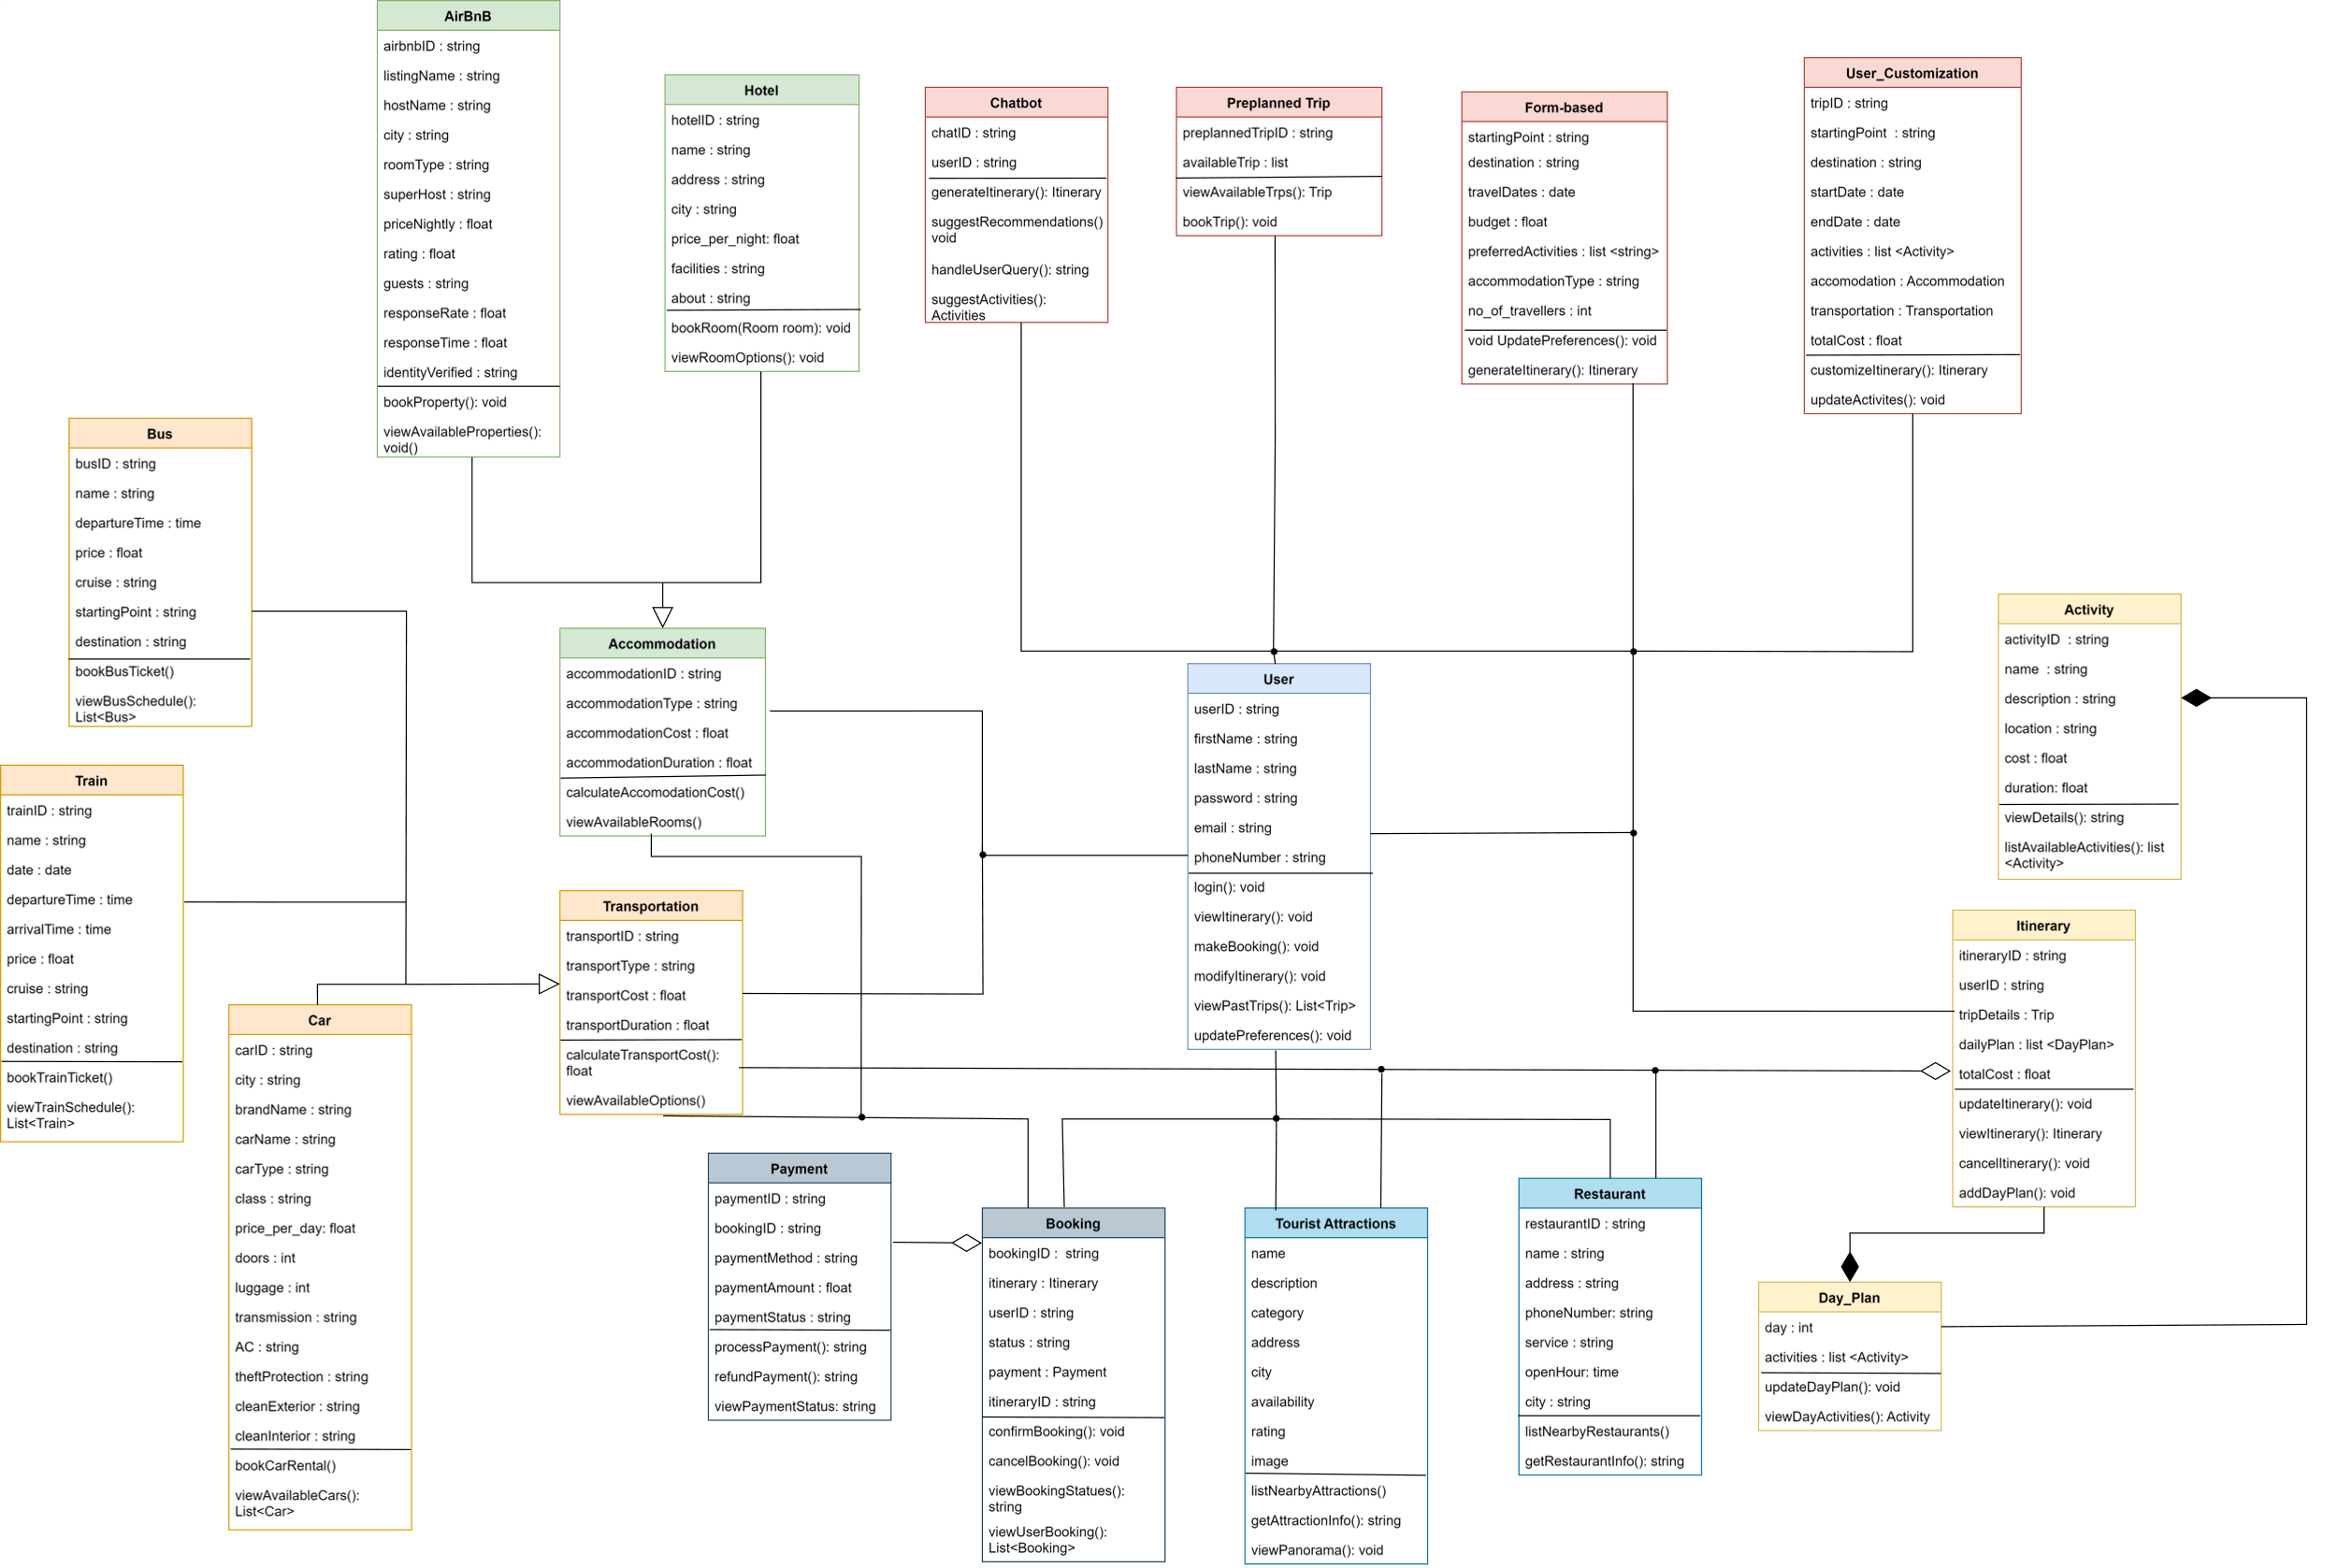 AirBnB
airbnbID : string
listingName : string
hostName : string
city : string
roomType : string
superHost : string
priceNightly : float
rating : float
guests : string
responseRate : float
responseTime : float
identityVerified : string
bookProperty(): void
viewAvailableProperties():
void()
Hotel
hotelID : string
name : string
address : string
city : string
price_per_night: float
facilities : string
about : string
bookRoom(Room room): void
viewRoomOptions(): void
Chatbot
chatID : string
userID : string
generateItinerary(): Itinerary
suggestRecommendations()
void
handleUserQuery(): string
suggestActivities():
Activities
Preplanned Trip
preplannedTripID : string
availableTrip : list
viewAvailableTrps(): Trip
bookTrip(): void
Form-based
startingPoint : string
destination : string
travelDates : date
budget : float
preferredActivities : list <string>
accommodationType : string
no_of_travellers : int
void UpdatePreferences(): void
generateItinerary(): Itinerary
User_Customization
tripID : string
startingPoint  : string
destination : string
startDate : date
endDate : date
activities : list <Activity>
accomodation : Accommodation
transportation : Transportation
totalCost : float
customizeItinerary(): Itinerary
updateActivites(): void
Bus
busID : string
name : string
departureTime : time
price : float
cruise : string
startingPoint : string
destination : string
bookBusTicket()
viewBusSchedule():
List<Bus>
Accommodation
accommodationID : string
accommodationType : string
accommodationCost : float
accommodationDuration : float
calculateAccomodationCost()
viewAvailableRooms()
User
userID : string
firstName : string
lastName : string
password : string
email : string
phoneNumber : string
login(): void
viewItinerary(): void
makeBooking(): void
modifyItinerary(): void
viewPastTrips(): List<Trip>
updatePreferences(): void
Activity
activityID  : string
name  : string
description : string
location : string
cost : float
duration: float
viewDetails(): string
listAvailableActivities(): list
<Activity>
Train
trainID : string
name : string
date : date
departureTime : time
arrivalTime : time
price : float
cruise : string
startingPoint : string
destination : string
bookTrainTicket()
viewTrainSchedule():
List<Train>
Transportation
transportID : string
transportType : string
transportCost : float
transportDuration : float
calculateTransportCost():
float
viewAvailableOptions()
Itinerary
itineraryID : string
userID : string
tripDetails : Trip
dailyPlan : list <DayPlan>
totalCost : float
updateItinerary(): void
viewItinerary(): Itinerary
cancelItinerary(): void
addDayPlan(): void
Car
carID : string
city : string
brandName : string
carName : string
carType : string
class : string
price_per_day: float
doors : int
luggage : int
transmission : string
AC : string
theftProtection : string
cleanExterior : string
cleanInterior : string
bookCarRental()
viewAvailableCars():
List<Car>
Payment
paymentID : string
bookingID : string
paymentMethod : string
paymentAmount : float
paymentStatus : string
processPayment(): string
refundPayment(): string
viewPaymentStatus: string
Booking
bookingID :  string
itinerary : Itinerary
userID : string
status : string
payment : Payment
itineraryID : string
confirmBooking(): void
cancelBooking(): void
viewBookingStatues():
string
viewUserBooking():
List<Booking>
Tourist Attractions
name
description
category
address
city
availability
rating
image
listNearbyAttractions()
getAttractionInfo(): string
viewPanorama(): void
Restaurant
restaurantID : string
name : string
address : string
phoneNumber: string
service : string
openHour: time
city : string
listNearbyRestaurants()
getRestaurantInfo(): string
Day_Plan
day : int
activities : list <Activity>
updateDayPlan(): void
viewDayActivities(): Activity